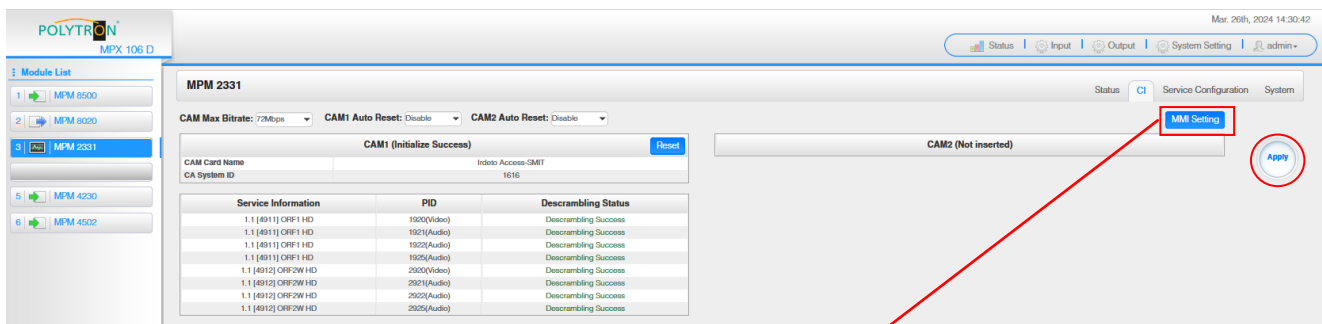 Mar. 26th, 2024 14:30:42
POLYTRON
MPX 106 D
Status Input Output System Setting admin
Module List
MPM 2331
Status CI Service Configuration System
1 MPM 8500
2 MPM 8020
3 MPM 2331
5 MPM 4230
6 MPM 4502
CAM Max Bitrate: 72Mbps CAM1 Auto Reset: Disable CAM2 Auto Reset: Disable
MMI Setting
CAM1 (Initialize Success) Reset
CAM2 (Not inserted)
Apply
CAM Card Name Irdeto Access-SMIT
CA System ID 1616
Service Information PID Descrambling Status
1.1 [4911] ORF1 HD 1920(Video) Descrambling Success
1.1 [4911] ORF1 HD 1921(Audio) Descrambling Success
1.1 [4911] ORF1 HD 1922(Audio) Descrambling Success
1.1 [4911] ORF1 HD 1925(Audio) Descrambling Success
1.1 [4912] ORF2W HD 2920(Video) Descrambling Success
1.1 [4912] ORF2W HD 2921(Audio) Descrambling Success
1.1 [4912] ORF2W HD 2922(Audio) Descrambling Success
1.1 [4912] ORF2W HD 2925(Audio) Descrambling Success